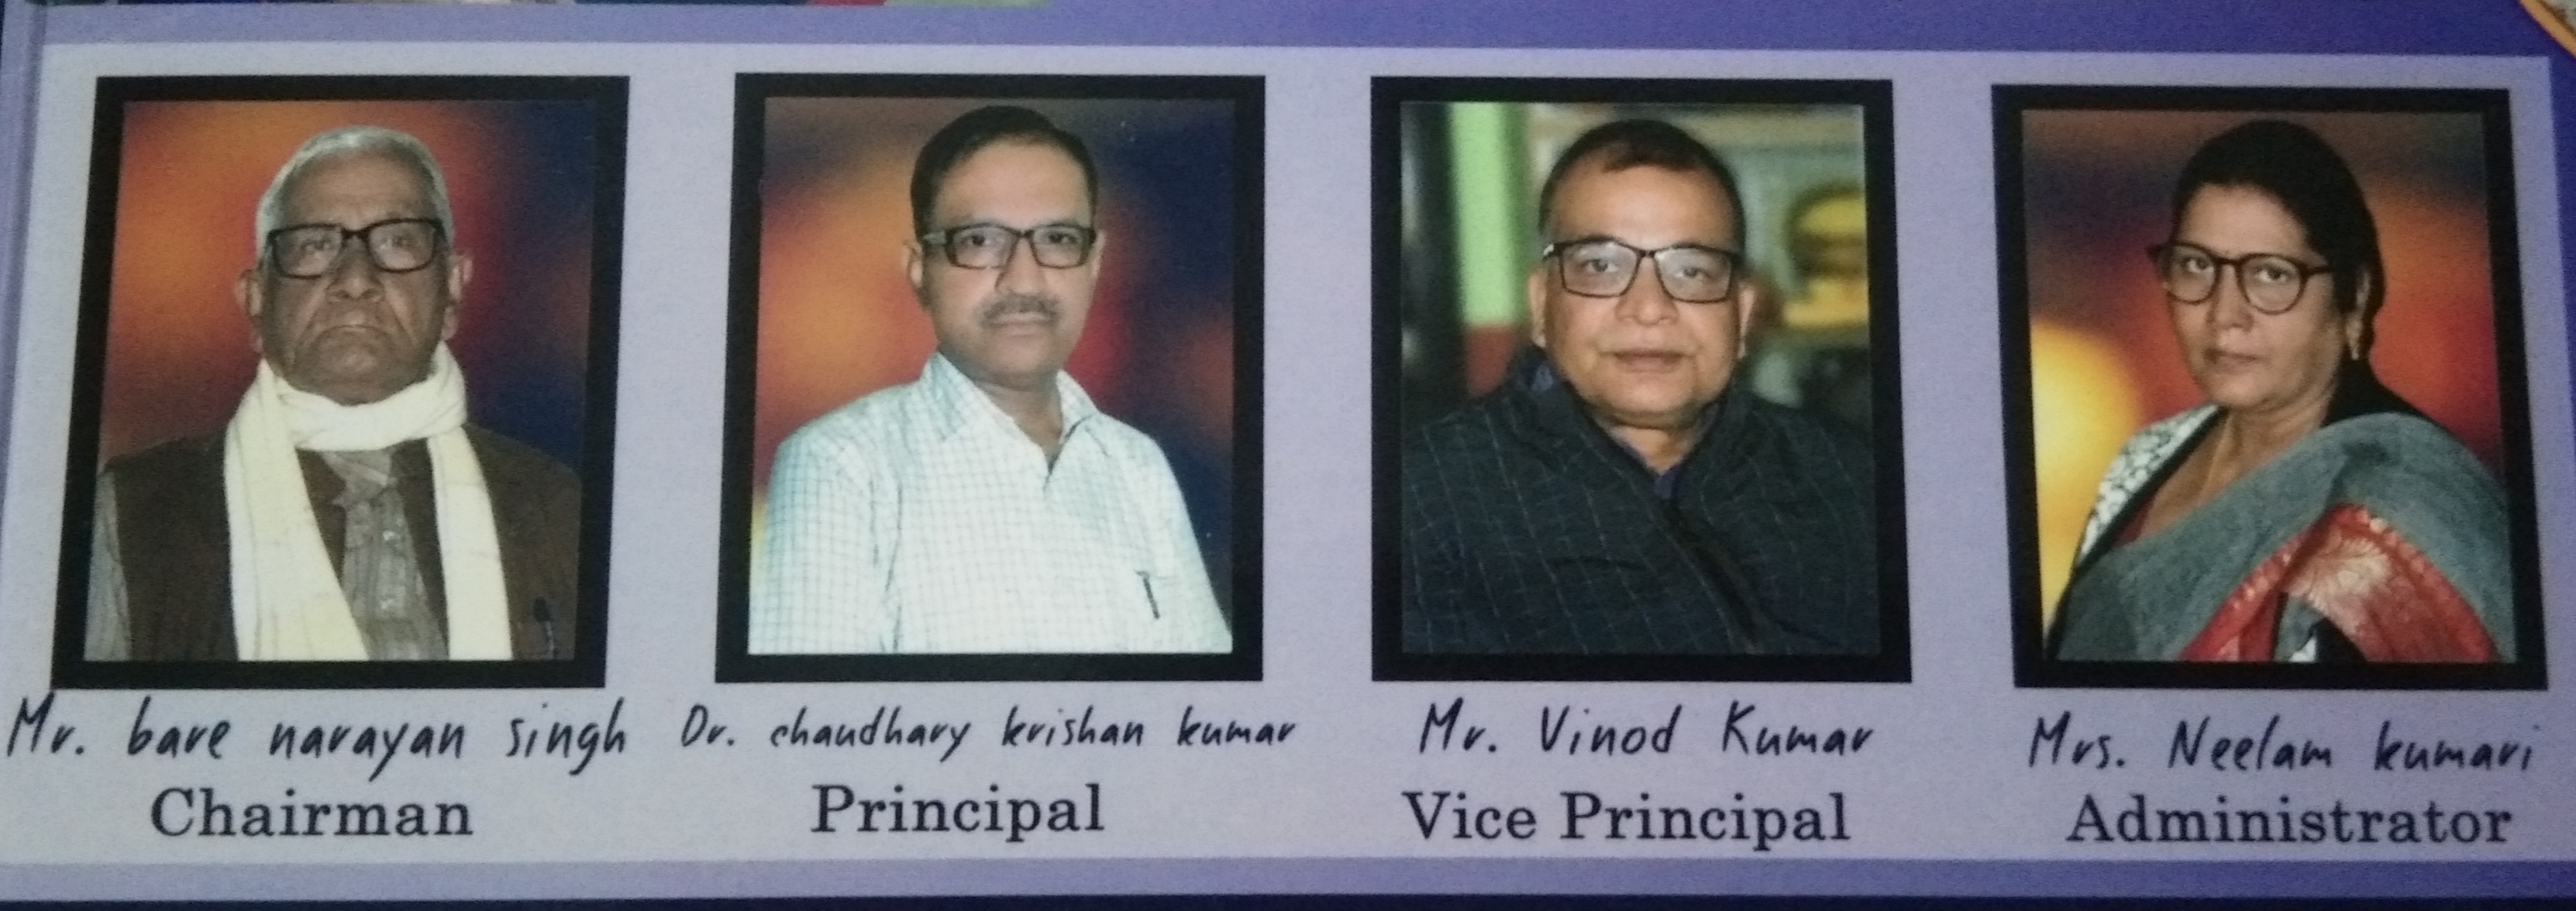 Mr. bare narayan singh
Chairman
Dr. chaudhary krishan kumar
Principal
Mr. Vinod Kumar
Vice Principal
Mrs. Neelam kumari
Administrator